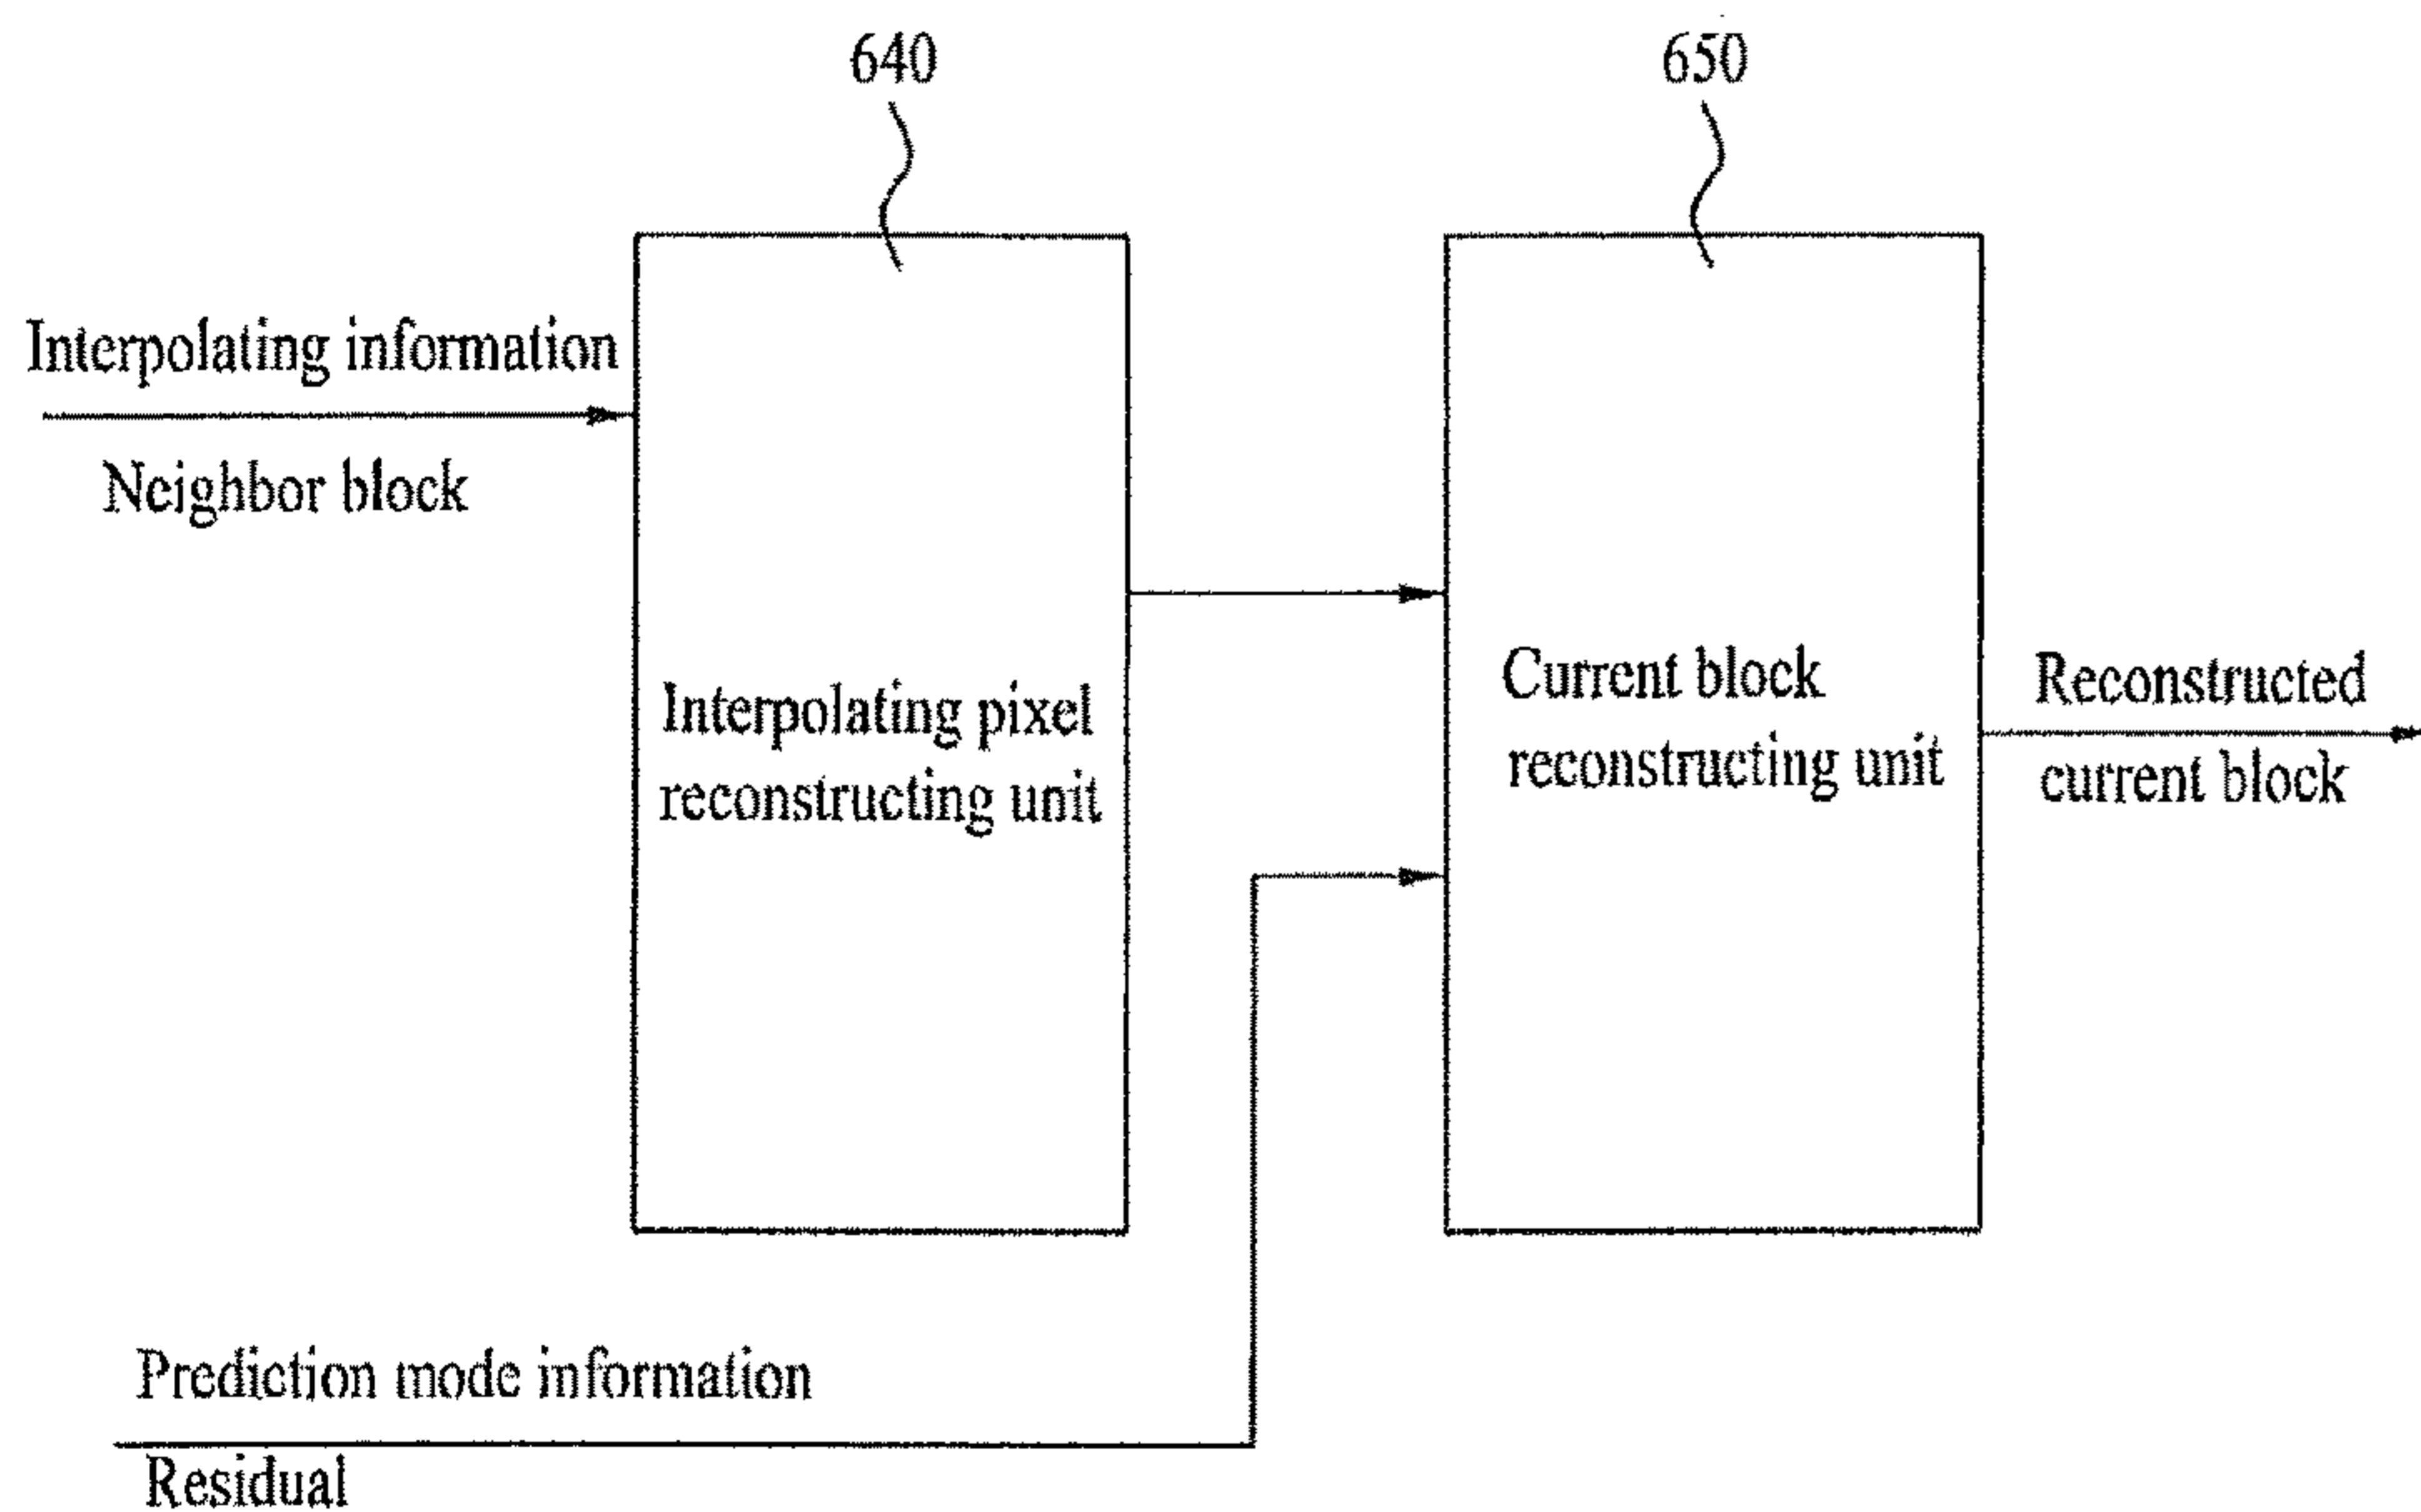 640
650
Interpolating information
Neighbor block
Interpolating pixel
reconstructing unit
Current block
reconstructing unit
Reconstructed
current block
Prediction mode information
Residual